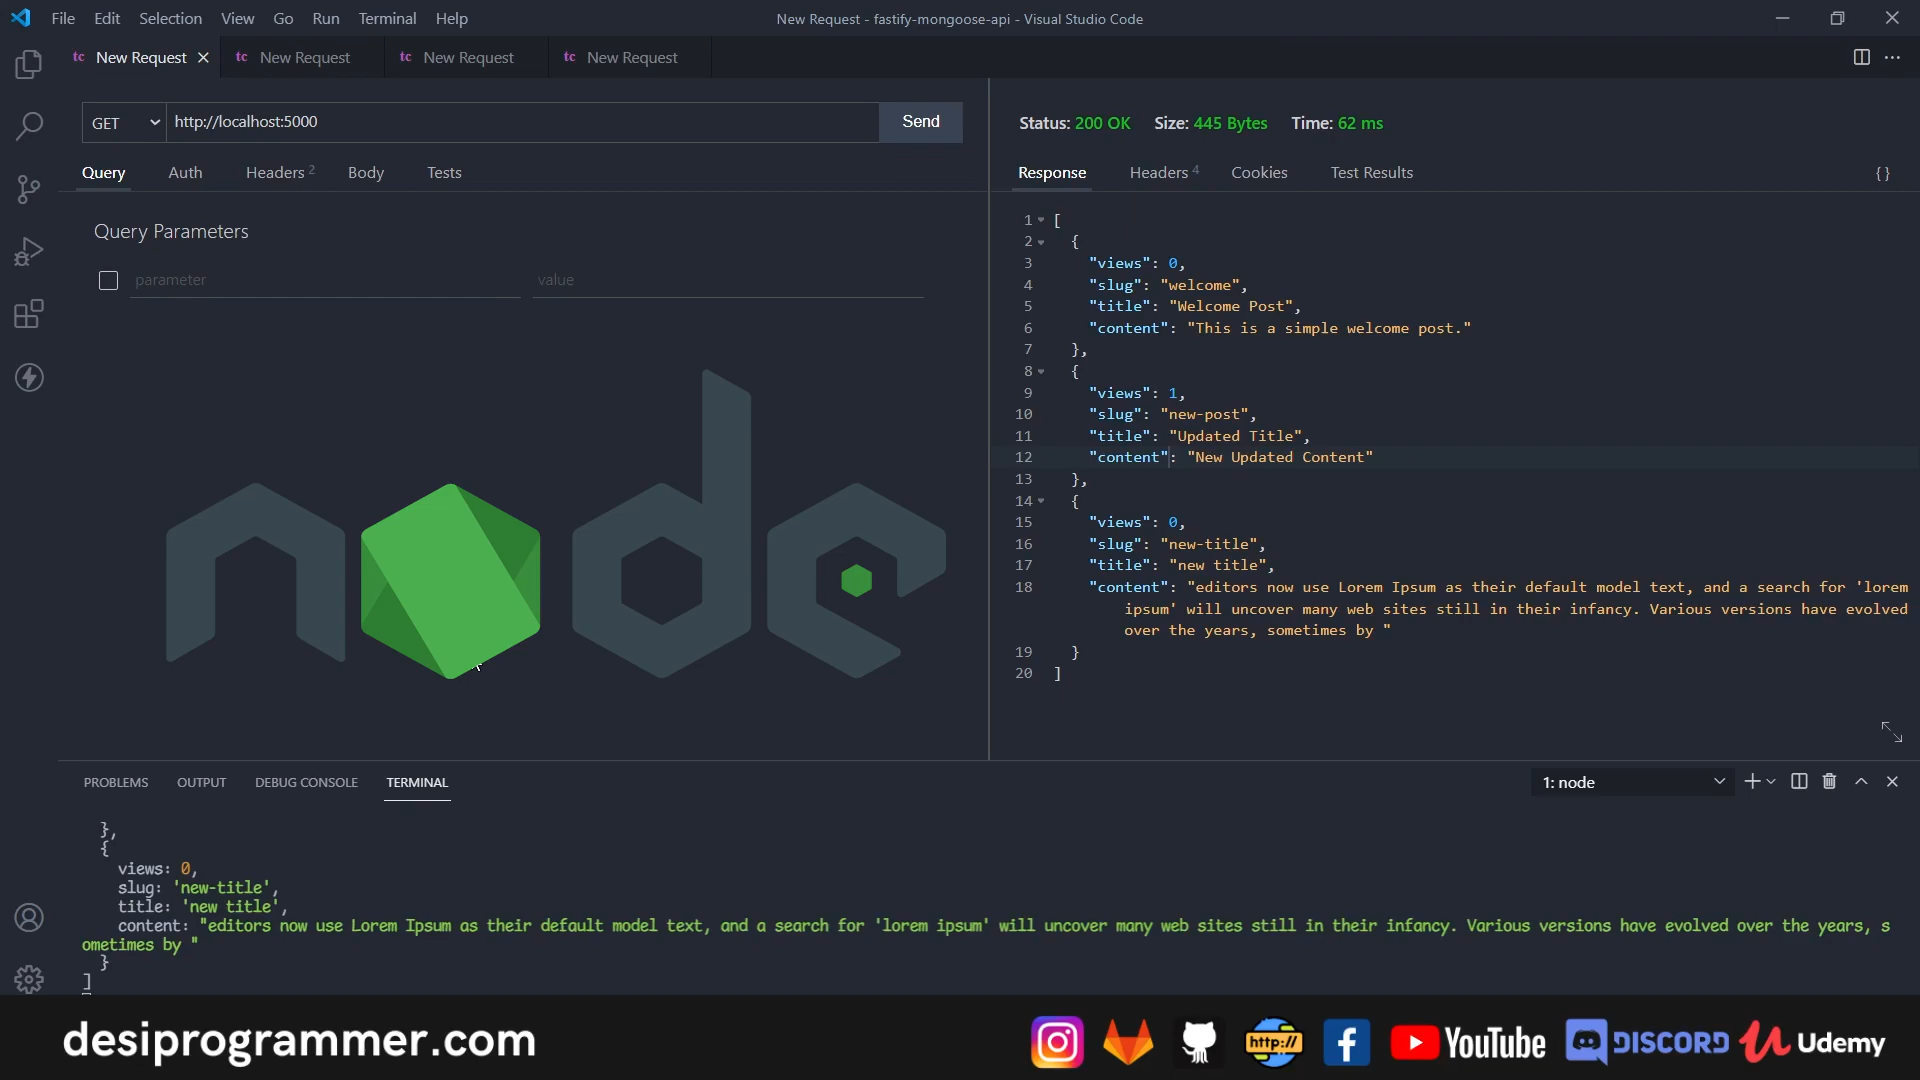 File Edit Selection View Go Run Terminal Help
New Request - fastify-mongoose-api - Visual Studio Code
tc New Request
tc New Request
tc New Request
tc New Request
GET
http://localhost:5000
Send
Query Auth Headers 2 Body Tests
Query Parameters
parameter value
node
Status: 200 OK Size: 445 Bytes Time: 62 ms
Response Headers 4 Cookies Test Results {}
1 [
2 {
3 "views": 0,
4 "slug": "welcome",
5 "title": "Welcome Post",
6 "content": "This is a simple welcome post."
7 },
8 {
9 "views": 1,
10 "slug": "new-post",
11 "title": "Updated Title",
12 "content": "New Updated Content"
13 },
14 {
15 "views": 0,
16 "slug": "new-title",
17 "title": "new title",
18 "content": "editors now use Lorem Ipsum as their default model text, and a search for 'lorem
ipsum' will uncover many web sites still in their infancy. Various versions have evolved
over the years, sometimes by "
19 }
20 ]
PROBLEMS OUTPUT DEBUG CONSOLE TERMINAL
1: node
},
{
views: 0,
slug: 'new-title',
title: 'new title',
content: "editors now use Lorem Ipsum as their default model text, and a search for 'lorem ipsum' will uncover many web sites still in their infancy. Various versions have evolved over the years, s
ometimes by "
}
]
desiprogrammer.com
http://
YouTube
DISCORD
Udemy